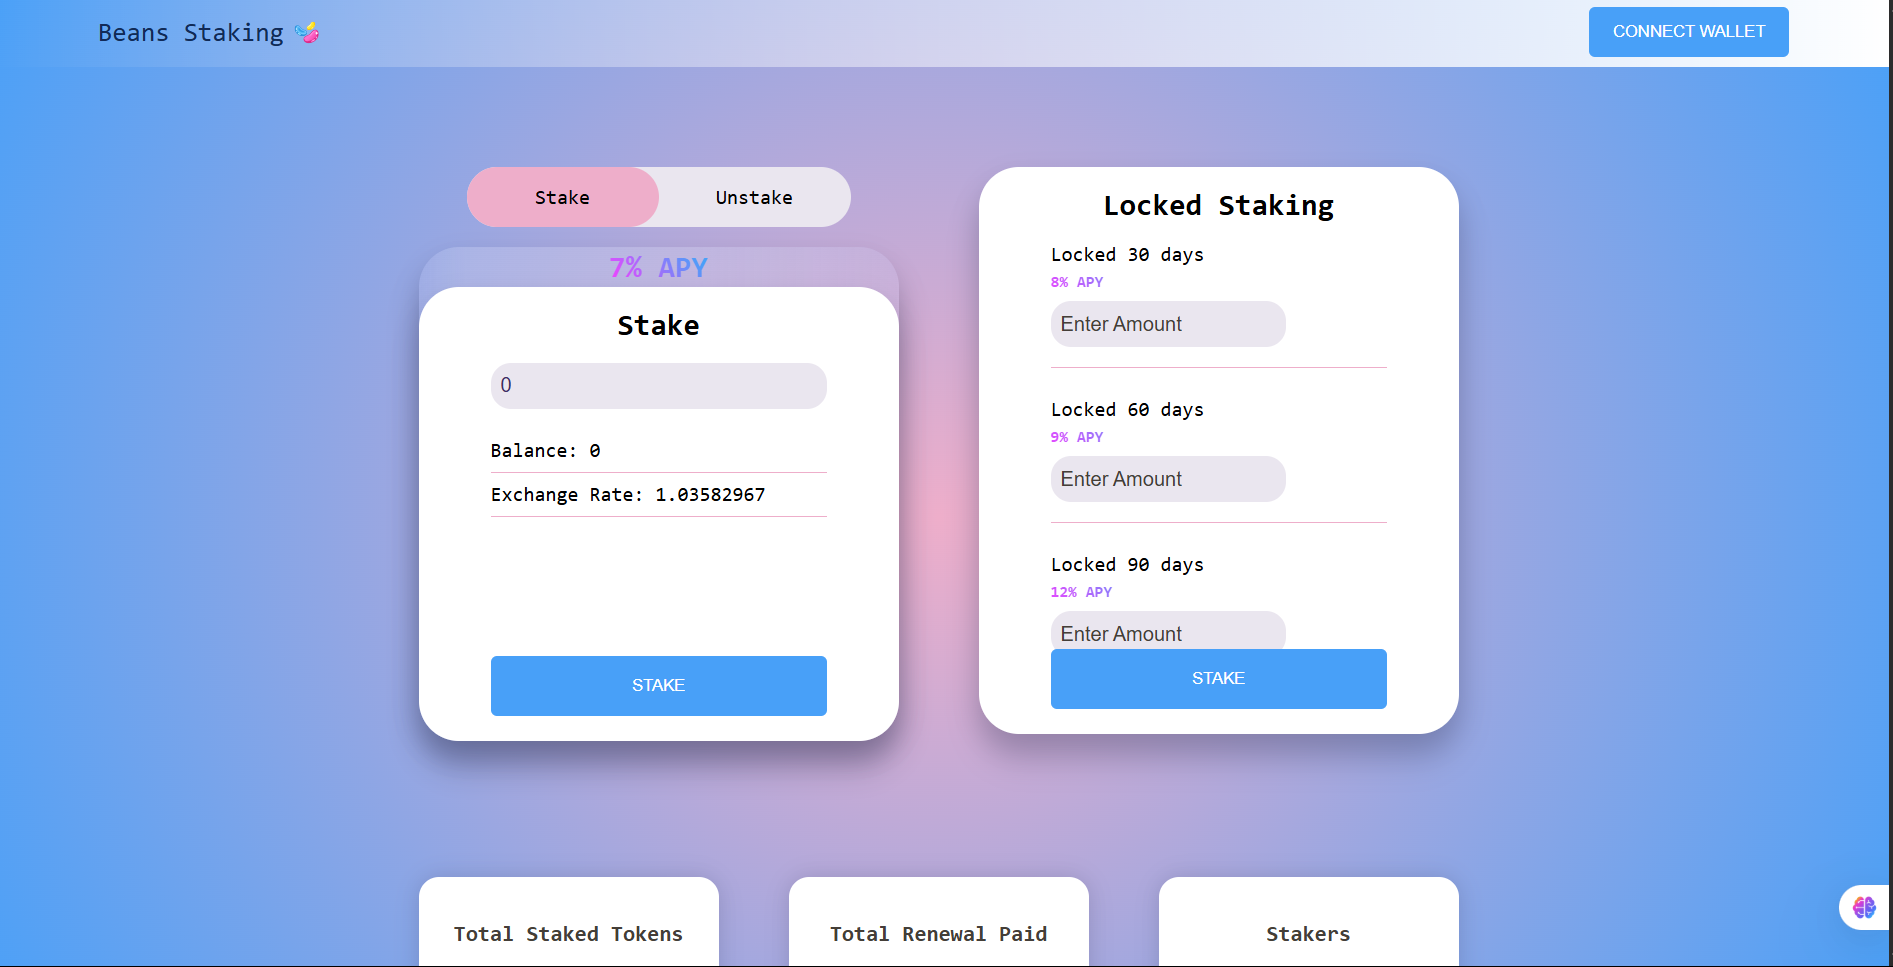 Beans Staking
CONNECT WALLET
Stake
Unstake
7% APY
Stake
0
Balance: 0
Exchange Rate: 1.03582967
STAKE
Locked Staking
Locked 30 days
8% APY
Enter Amount
Locked 60 days
9% APY
Enter Amount
Locked 90 days
12% APY
Enter Amount
STAKE
Total Staked Tokens
Total Renewal Paid
Stakers